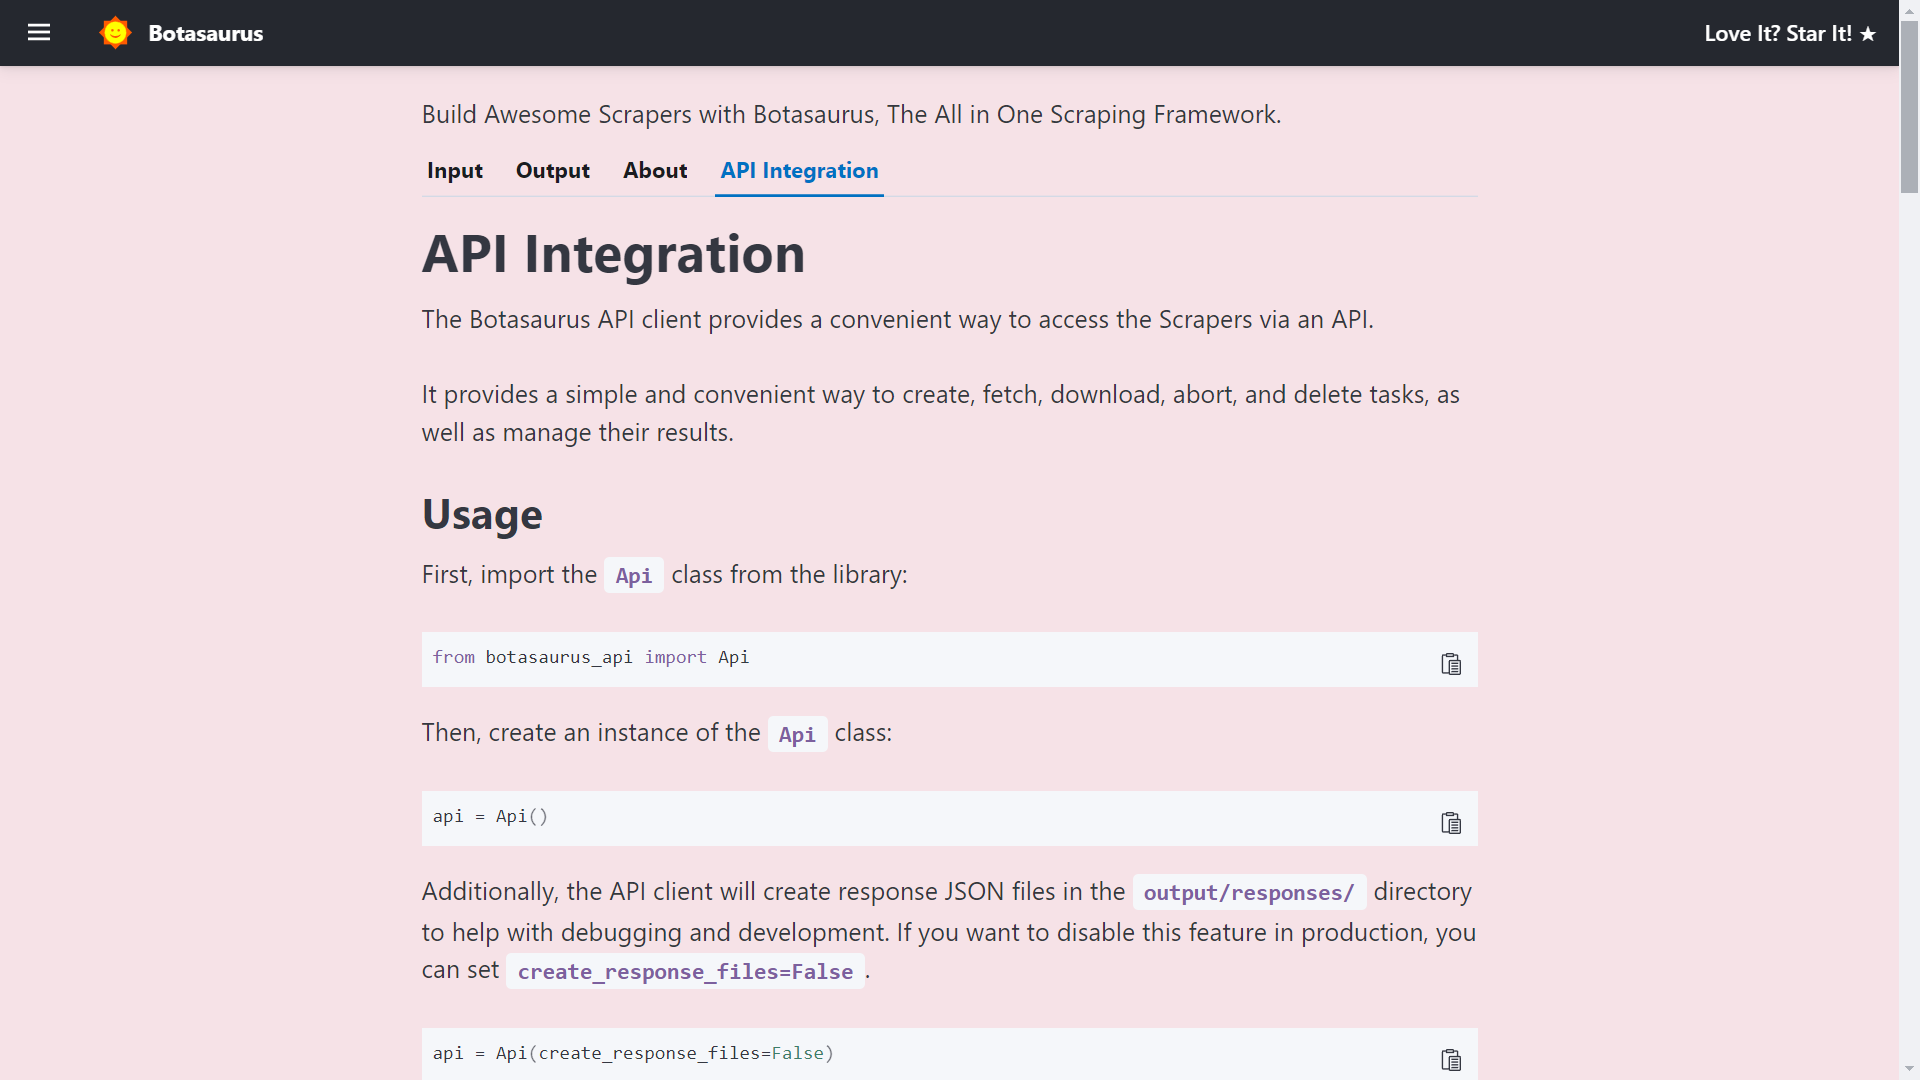 Botasaurus
Love It? Star It! ★
Build Awesome Scrapers with Botasaurus, The All in One Scraping Framework.
Input Output About API Integration
API Integration
The Botasaurus API client provides a convenient way to access the Scrapers via an API.
It provides a simple and convenient way to create, fetch, download, abort, and delete tasks, as
well as manage their results.
Usage
First, import the Api class from the library:
from botasaurus_api import Api
Then, create an instance of the Api class:
api = Api()
Additionally, the API client will create response JSON files in the output/responses/ directory
to help with debugging and development. If you want to disable this feature in production, you
can set create_response_files=False.
api = Api(create_response_files=False)